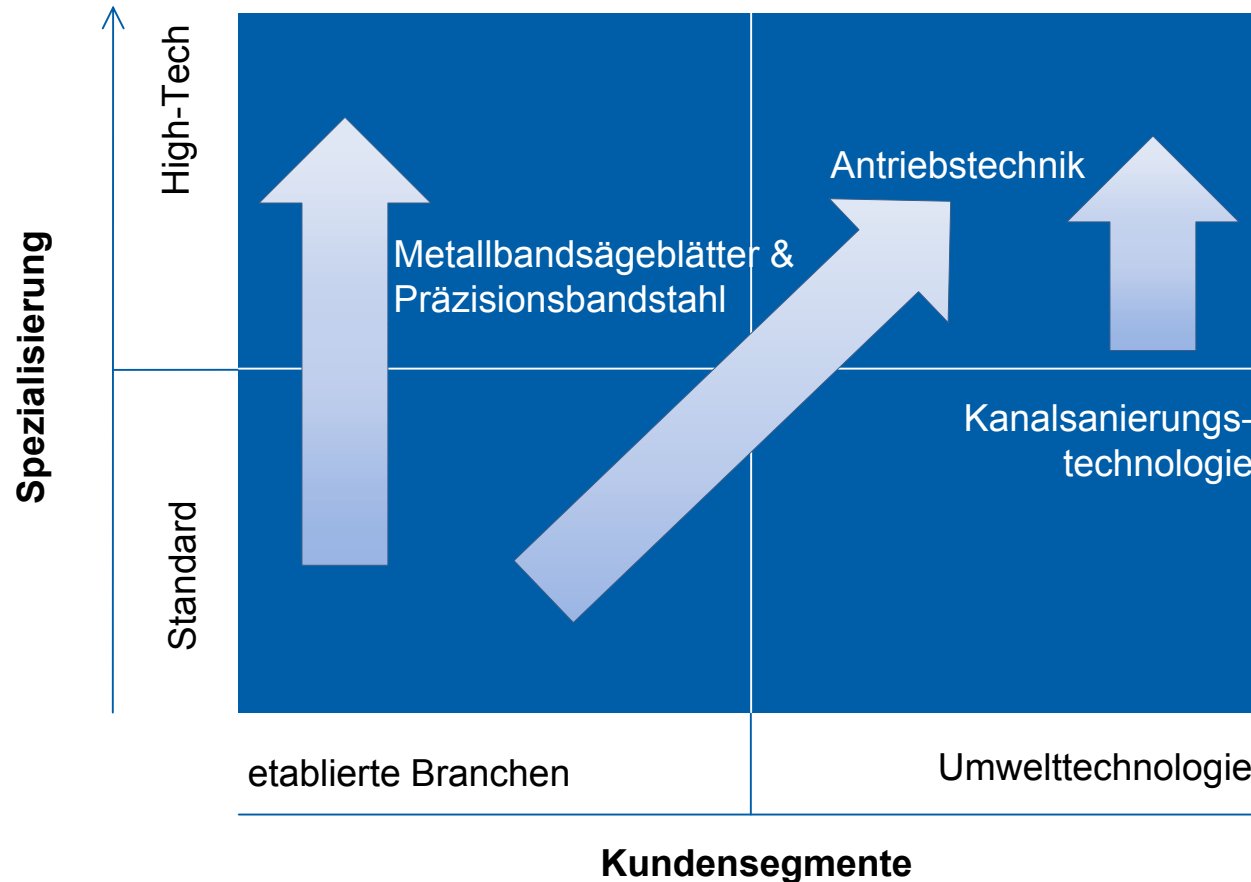 Spezialisierung
High-Tech
Standard
Antriebstechnik
Metallbandsägeblätter &
Präzisionsbandstahl
Kanalsanierungs-
technologie
etablierte Branchen
Umwelttechnologie
Kundensegmente